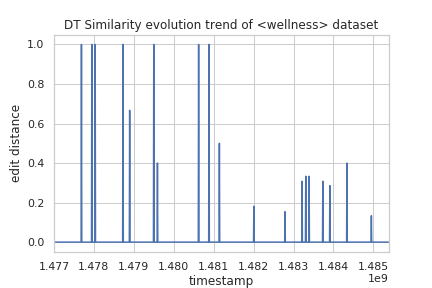 DT Similarity evolution trend of <wellness> dataset
1.0
0.8
0.6
0.4
0.2
0.0
edit distance
1.477 1.478 1.479 1.480 1.481 1.482 1.483 1.484 1.485
1e9
timestamp